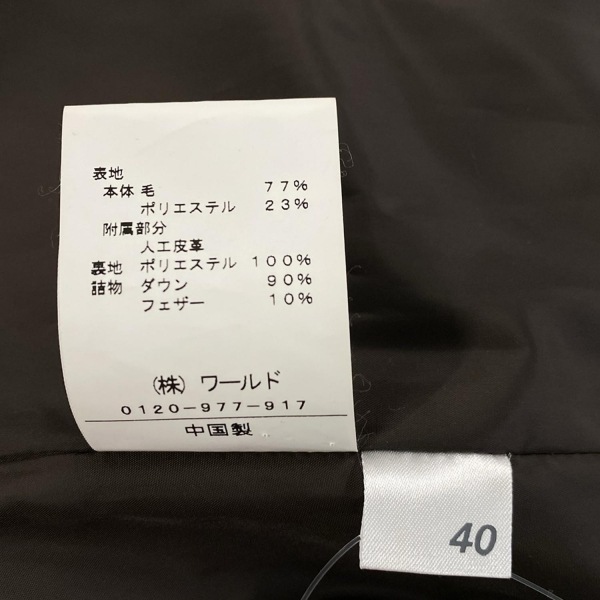 表地
本体 毛 77%
ポリエステル 23%
附属部分
人工皮革
裏地 ポリエステル 100%
詰物 ダウン 90%
フェザー 10%
(株) ワールド
0120-977-917
中国製
40